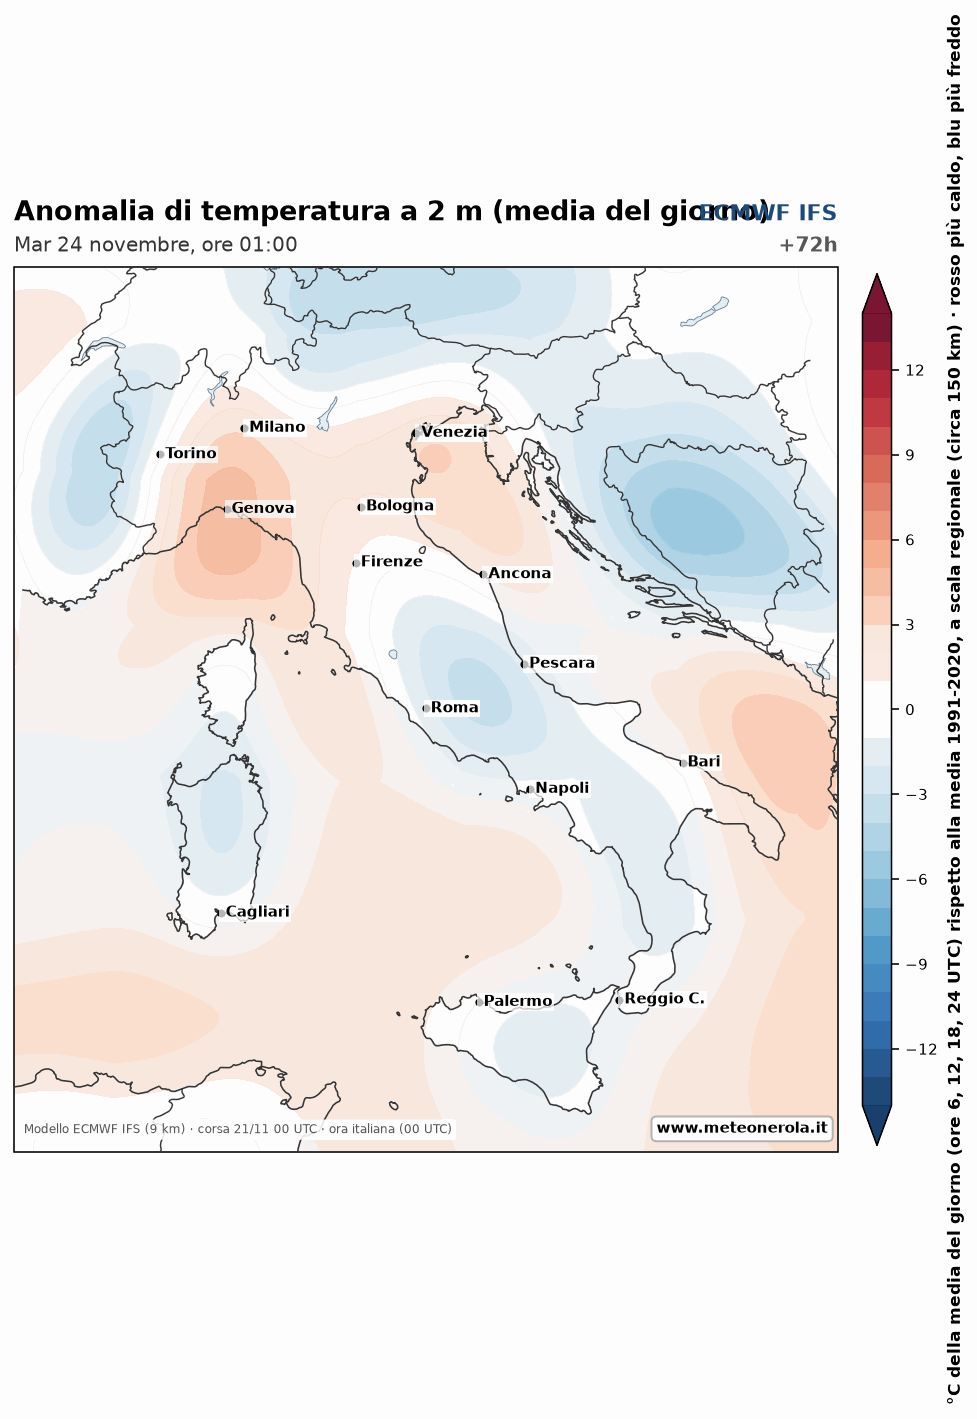 Anomalia di temperatura a 2 m (media del giorno)
ECMWF IFS
Mar 24 novembre, ore 01:00
+72h
Milano
Venezia
Torino
Genova
Bologna
Firenze
Ancona
Pescara
Roma
Bari
Napoli
Cagliari
Palermo
Reggio C.
Modello ECMWF IFS (9 km) · corsa 21/11 00 UTC · ora italiana (00 UTC)
www.meteonerola.it
12
9
6
3
0
−3
−6
−9
−12
°C della media del giorno (ore 6, 12, 18, 24 UTC) rispetto alla media 1991-2020, a scala regionale (circa 150 km) · rosso più caldo, blu più freddo